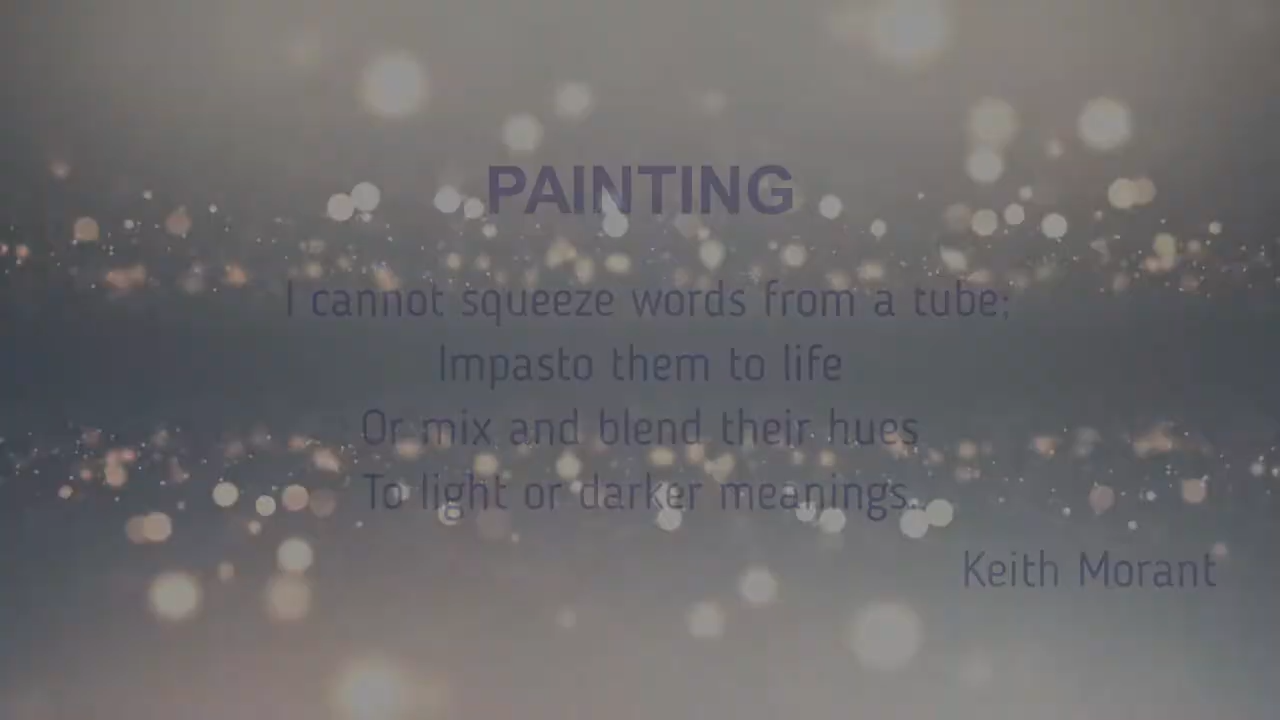 PAINTING
I cannot squeeze words from a tube;
Impasto them to life
Or mix and blend their hues
To light or darker meanings.
Keith Morant